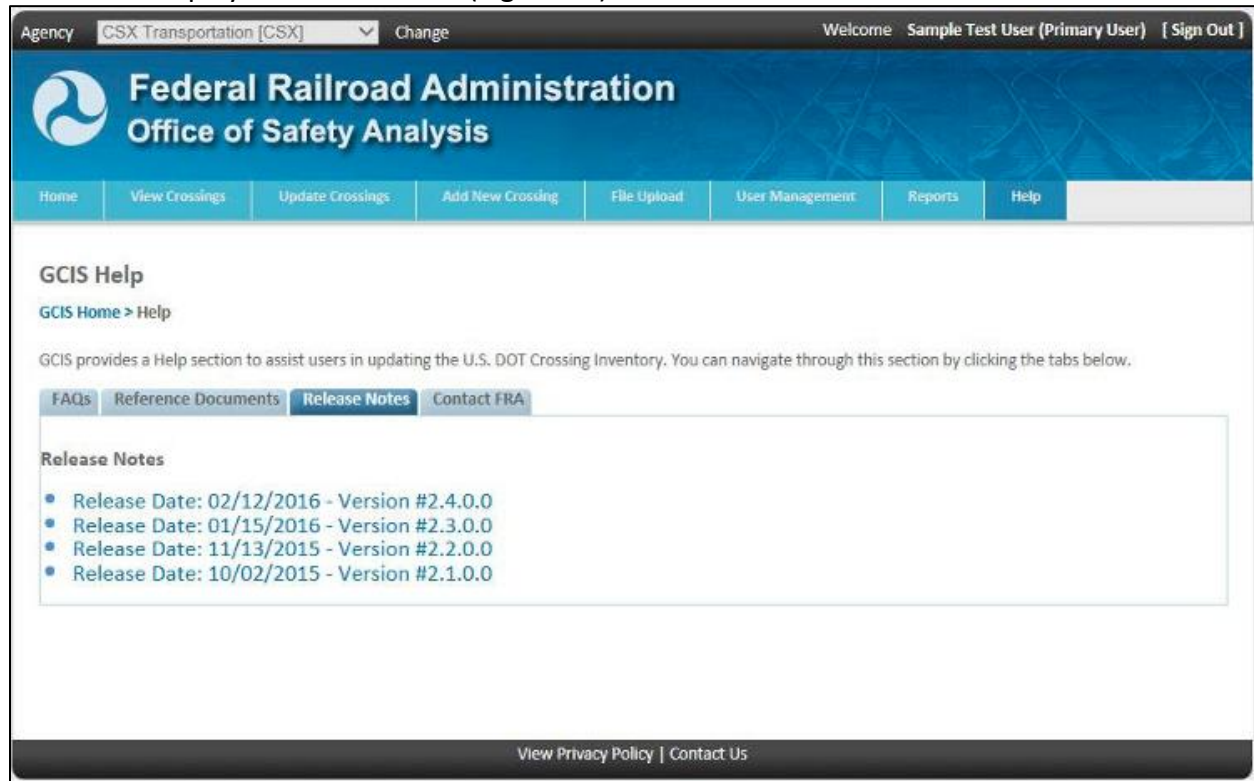 Agency CSX Transportation [CSX] Change Welcome Sample Test User (Primary User) [ Sign Out ]
Federal Railroad Administration
Office of Safety Analysis
Home View Crossings Update Crossings Add New Crossing File Upload User Management Reports Help
GCIS Help
GCIS Home > Help
GCIS provides a Help section to assist users in updating the U.S. DOT Crossing Inventory. You can navigate through this section by clicking the tabs below.
FAQs Reference Documents Release Notes Contact FRA
Release Notes
• Release Date: 02/12/2016 - Version #2.4.0.0
• Release Date: 01/15/2016 - Version #2.3.0.0
• Release Date: 11/13/2015 - Version #2.2.0.0
• Release Date: 10/02/2015 - Version #2.1.0.0
View Privacy Policy | Contact Us